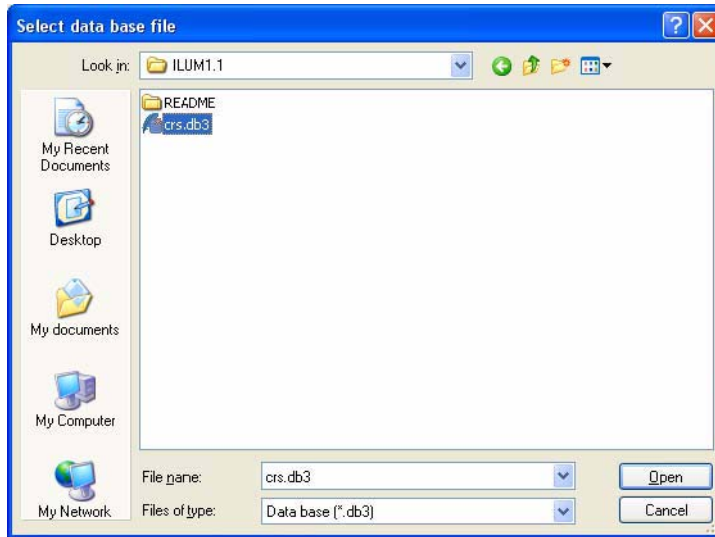 Select data base file
Look in: ILUM1.1
README
crs.db3
My Recent
Documents
Desktop
My documents
My Computer
My Network
File name: crs.db3 Open
Files of type: Data base (*.db3) Cancel